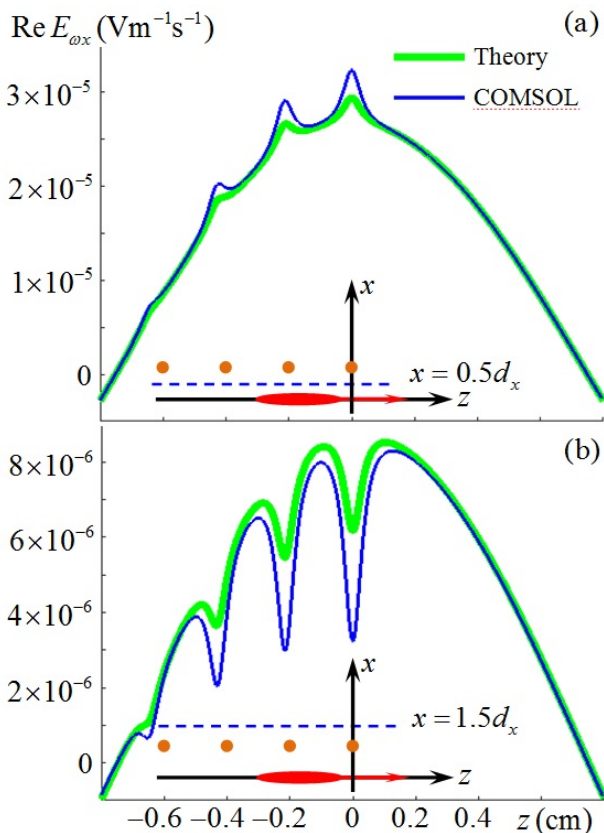 Re E_ωx (Vm⁻¹s⁻¹)
(a)
Theory
COMSOL
3×10⁻⁵
2×10⁻⁵
1×10⁻⁵
0
x
x = 0.5d_x
z
(b)
8×10⁻⁶
6×10⁻⁶
4×10⁻⁶
2×10⁻⁶
0
x
x = 1.5d_x
z
−0.6 −0.4 −0.2 0 0.2 0.4 z (cm)